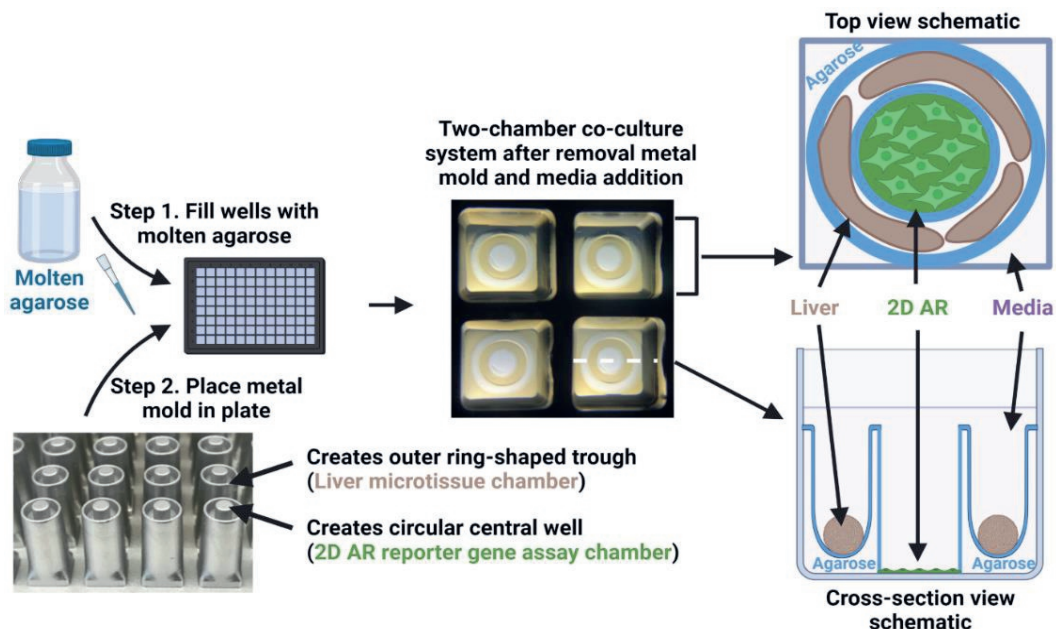 Top view schematic
Agarose
Two-chamber co-culture
system after removal metal
mold and media addition
Step 1. Fill wells with
molten agarose
Molten
agarose
Liver
2D AR
Media
Step 2. Place metal
mold in plate
Creates outer ring-shaped trough
(Liver microtissue chamber)
Creates circular central well
(2D AR reporter gene assay chamber)
Agarose
Agarose
Cross-section view
schematic